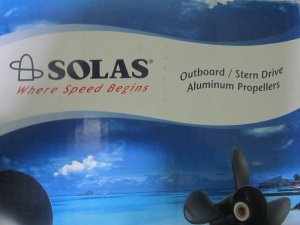 SOLAS®
Where Speed Begins
Outboard / Stern Drive
Aluminum Propellers